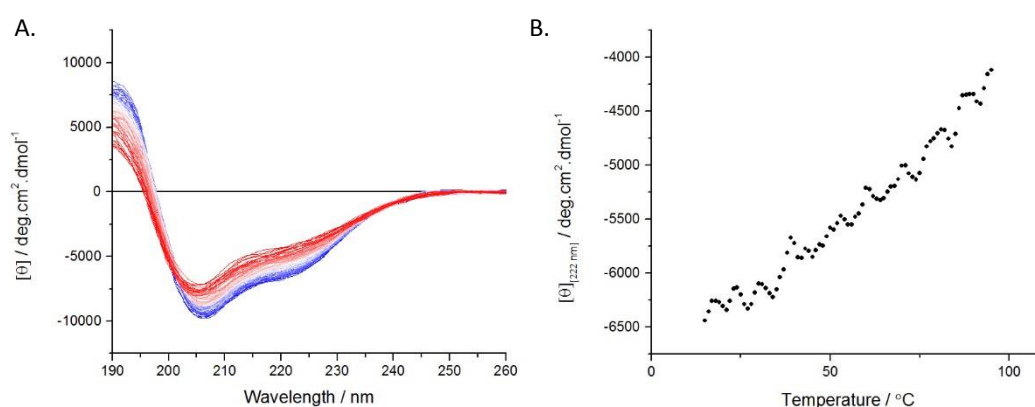 A.
10000
5000
0
-5000
-10000
[θ] / deg.cm².dmol⁻¹
190 200 210 220 230 240 250 260
Wavelength / nm
B.
-4000
-4500
-5000
-5500
-6000
-6500
[θ][222 nm] / deg.cm².dmol⁻¹
0 50 100
Temperature / °C